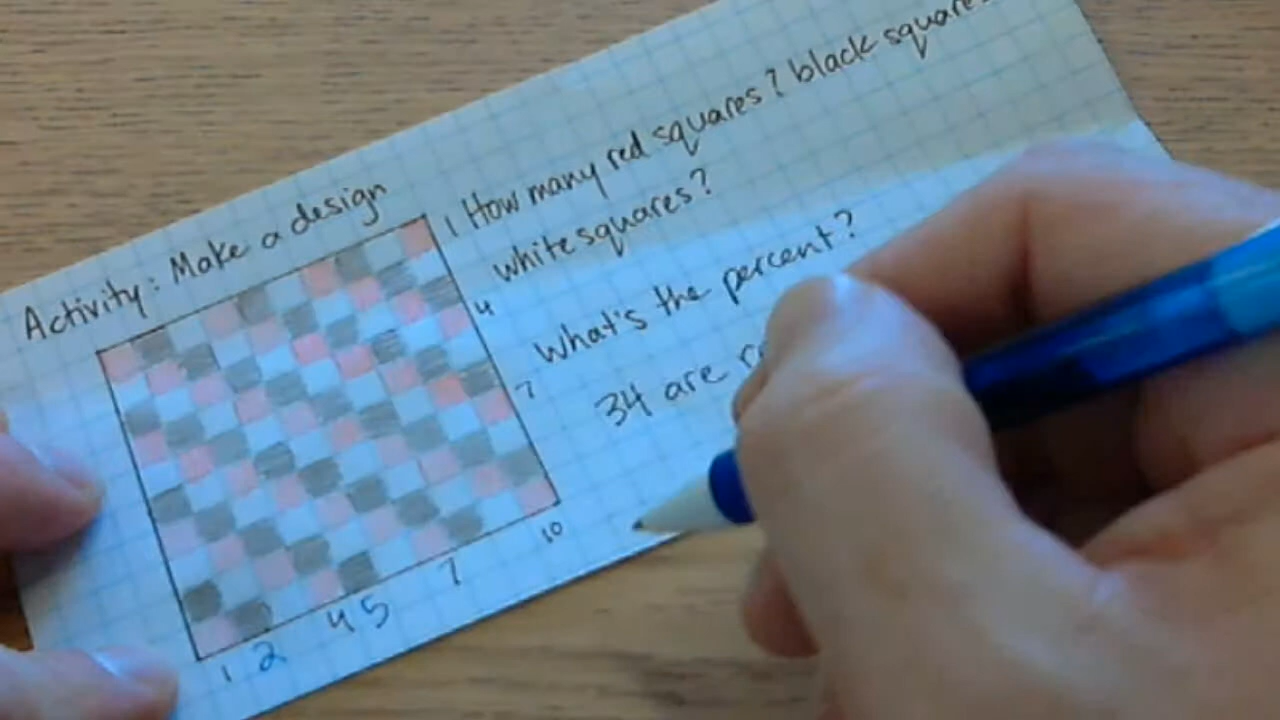 Activity: Make a design
1 How many red squares? black square
white squares?
What's the percent?
34 are
4
7
10
7
4 5
1 2